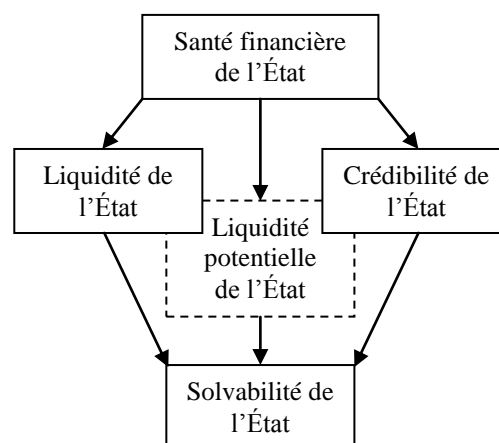 Santé financière
de l’État
Liquidité de
l’État
Crédibilité de
l’État
Liquidité
potentielle
de l’État
Solvabilité de
l’État